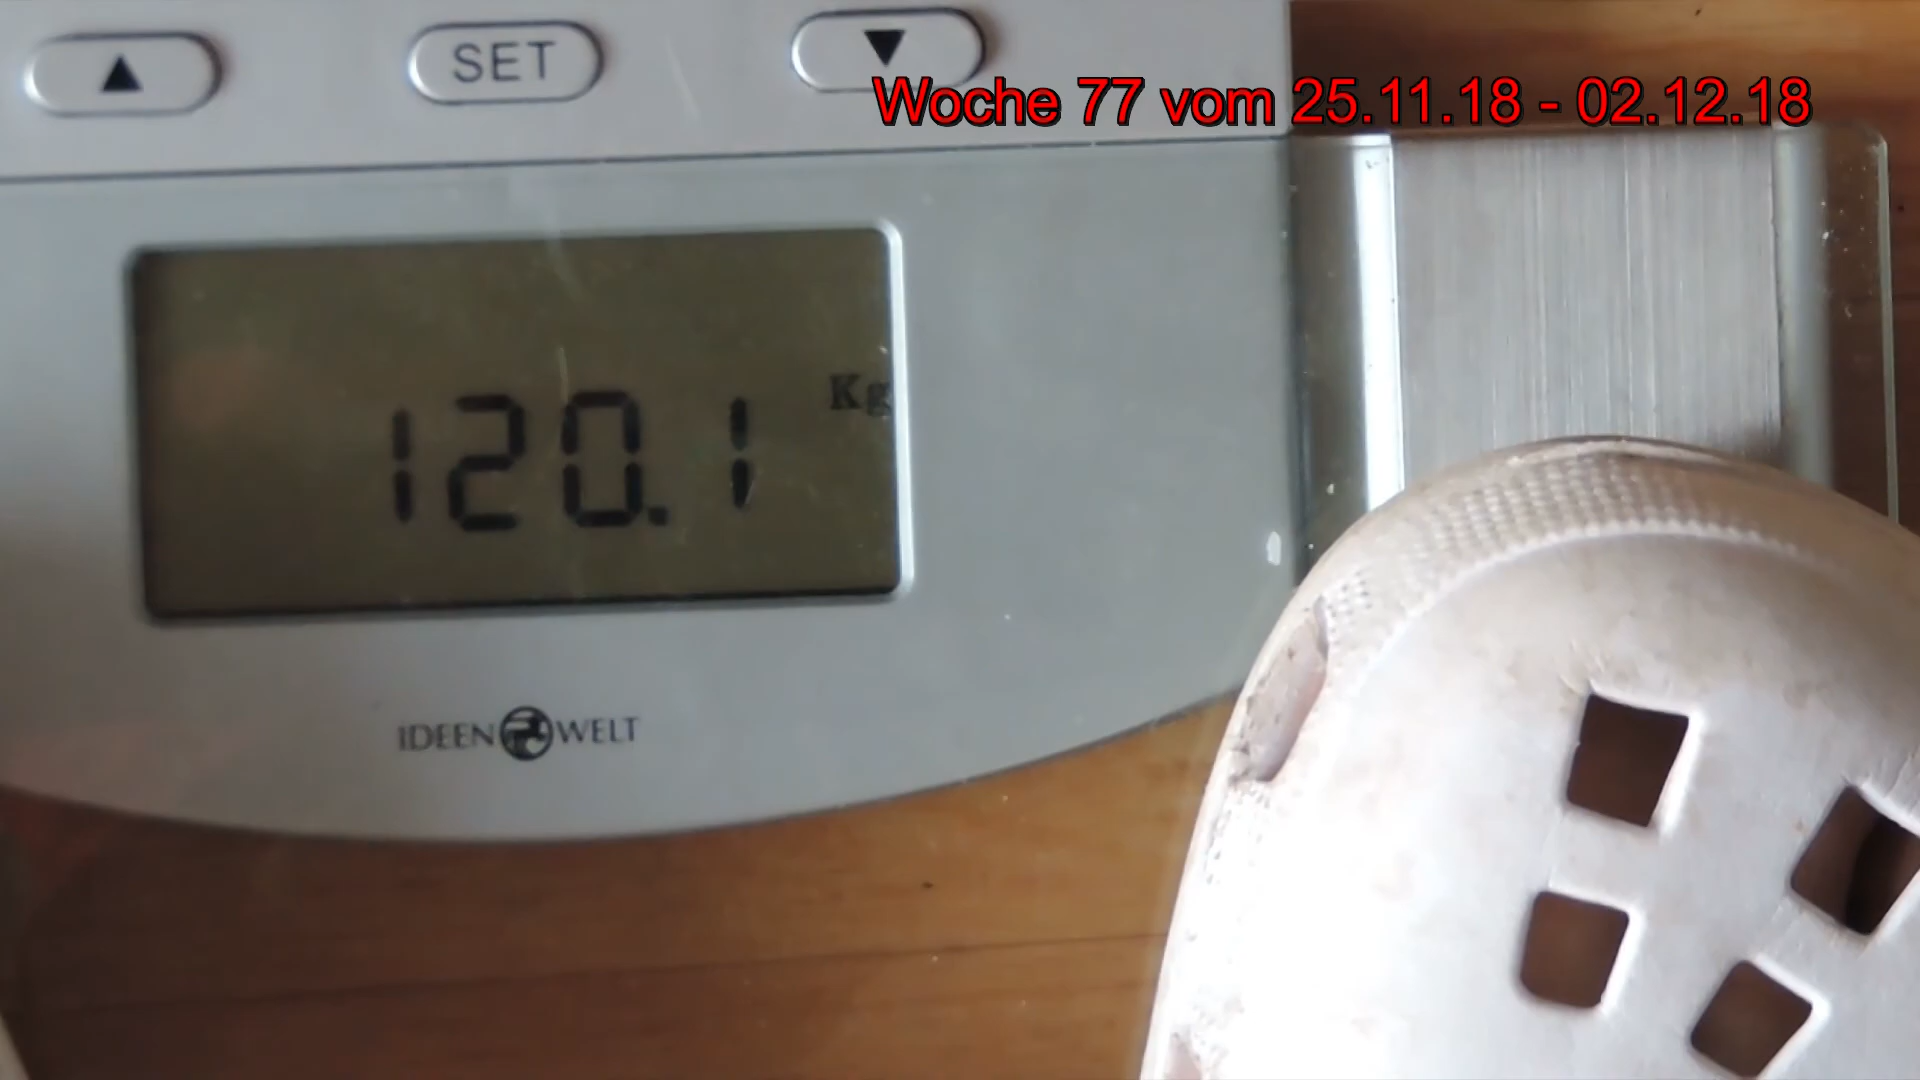 SET
Woche 77 vom 25.11.18 - 02.12.18
Kg
120.1
IDEEN WELT